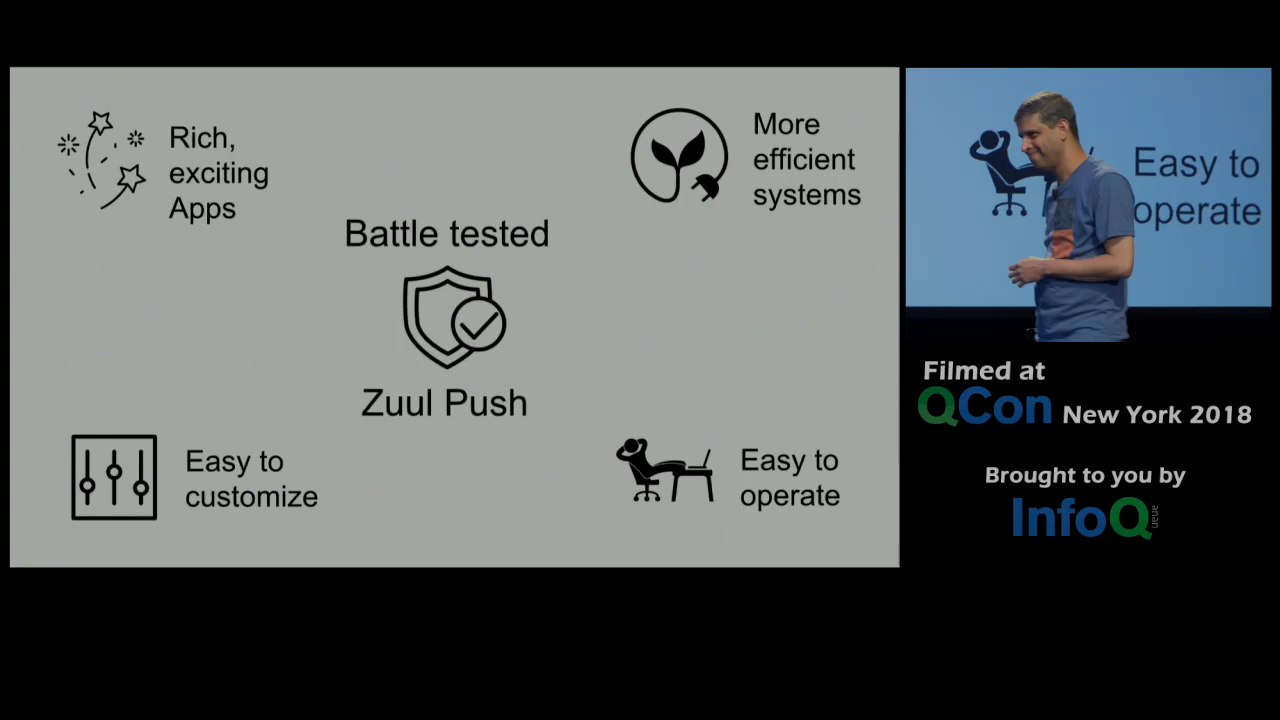 Rich,
exciting
Apps
More
efficient
systems
Battle tested
Zuul Push
Easy to
customize
Easy to
operate
Easy to
operate
Filmed at
QCon New York 2018
Brought to you by
InfoQ
ueue